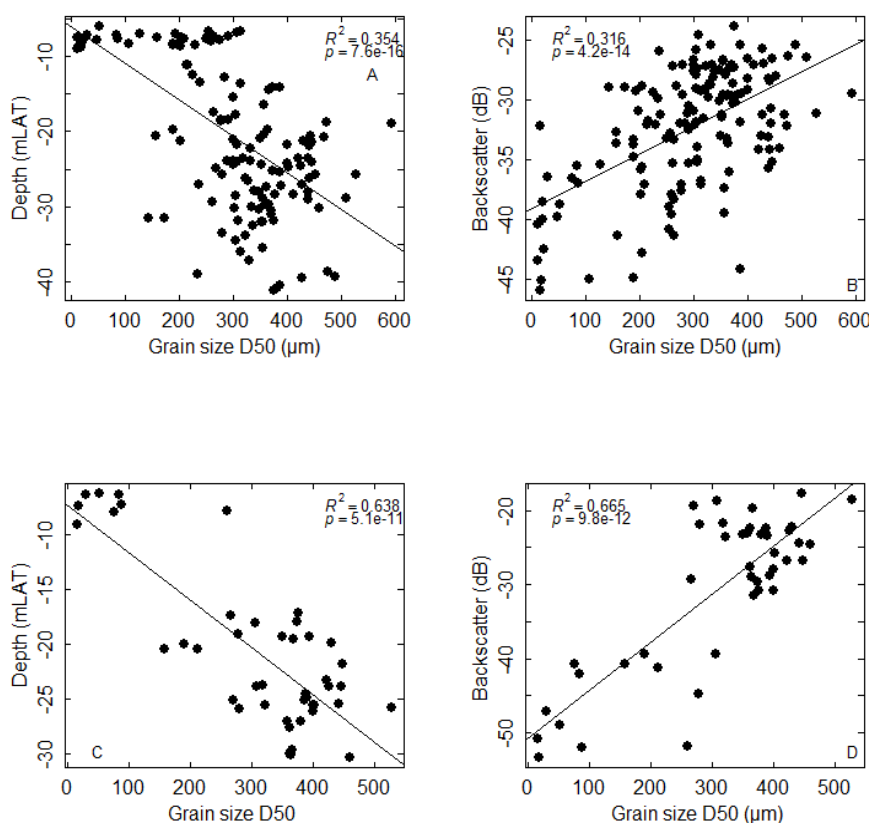 R² = 0.354
p = 7.6e-16
A
Depth (mLAT)
-10
-20
-30
-40
0 100 200 300 400 500 600
Grain size D50 (µm)
R² = 0.316
p = 4.2e-14
Backscatter (dB)
-25
-30
-35
-40
-45
B
0 100 200 300 400 500 600
Grain size D50 (µm)
R² = 0.638
p = 5.1e-11
Depth (mLAT)
-10
-15
-20
-25
-30
C
0 100 200 300 400 500
Grain size D50
R² = 0.665
p = 9.8e-12
Backscatter (dB)
-20
-30
-40
-50
D
0 100 200 300 400 500
Grain size D50 (µm)